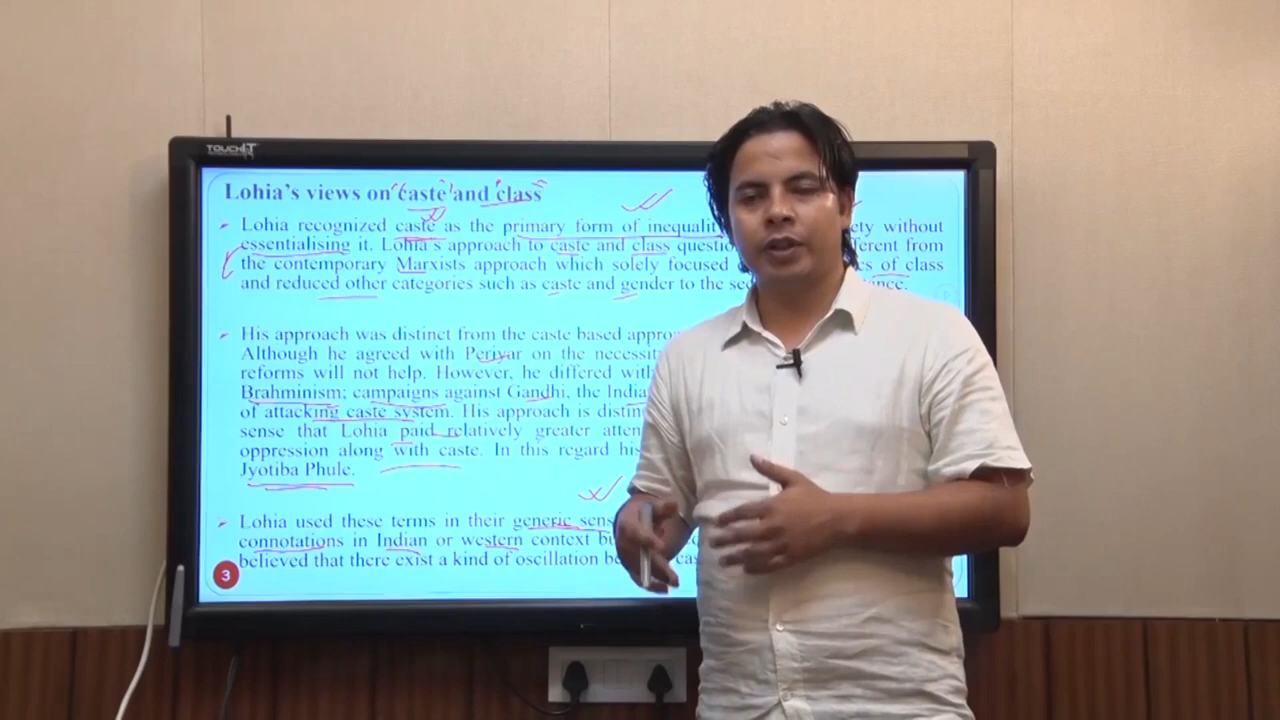 TOUCHIT
Lohia's views on 'caste' and 'class'
Lohia recognized caste as the primary form of inequality without
essentialising it. Lohia's approach to caste and class from
the contemporary Marxists approach which solely focused of class
and reduced other categories such as caste and gender to the
His approach was distinct from the caste based
Although he agreed with Periyar on the
reforms will not help. However, he differed
Brahminism; campaigns against Gandhi, the
of attacking caste system. His approach is
sense that Lohia paid relatively greater
oppression along with caste. In this regard
Jyotiba Phule.
Lohia used these terms in their generic
connotations in Indian or western context
believed that there exist a kind of oscillation
3